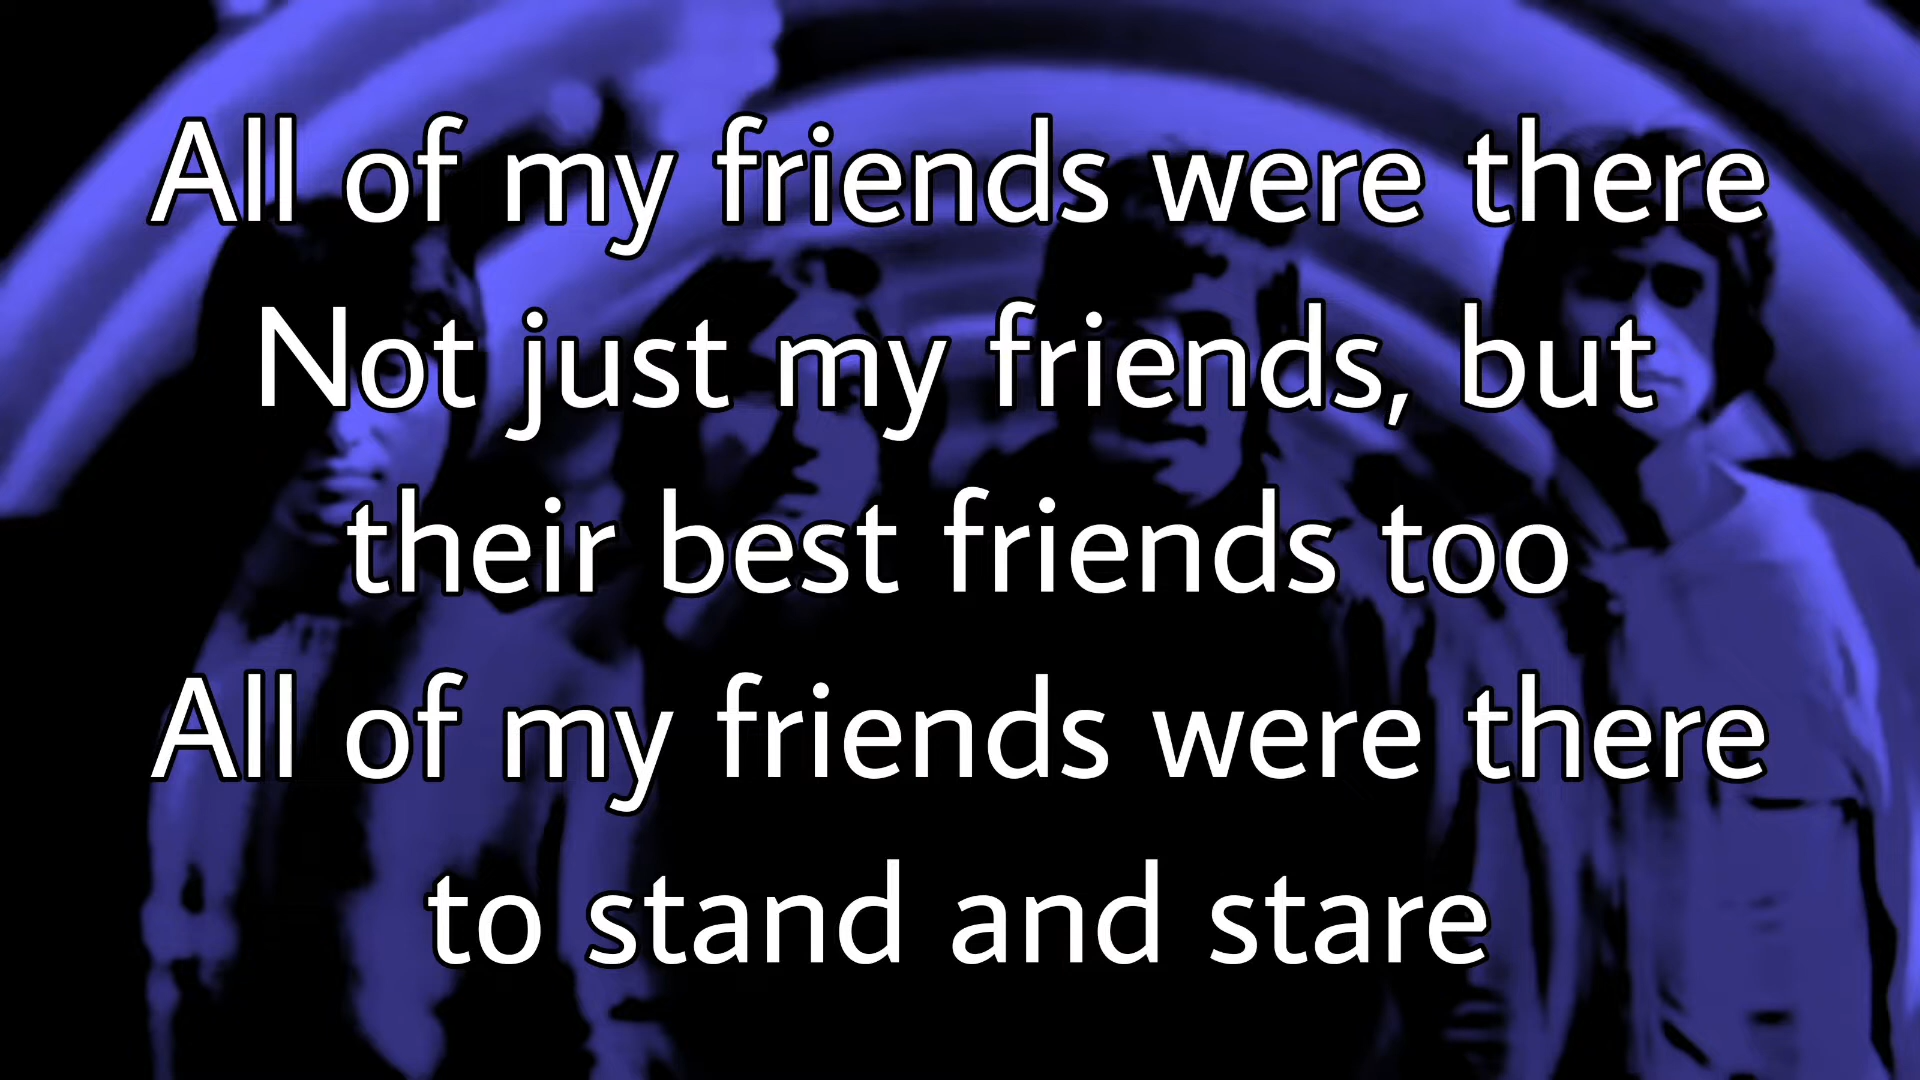 All of my friends were there
Not just my friends, but
their best friends too
All of my friends were there
to stand and stare